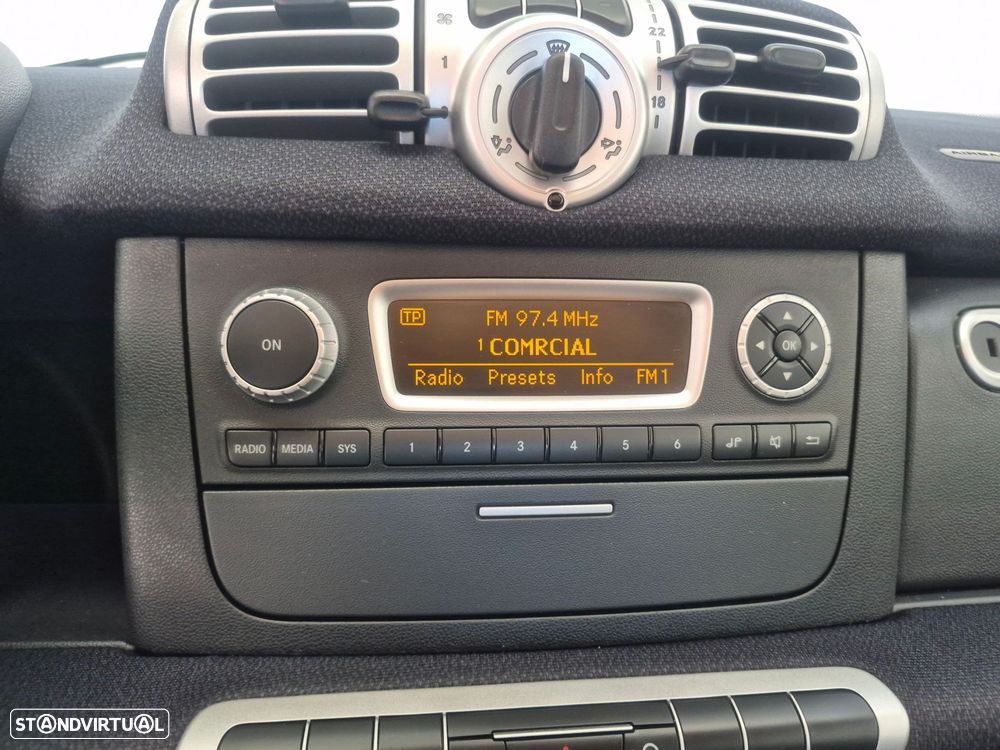 1
22
18
AIRBA
TP FM 97.4 MHz
1 COMRCIAL
Radio Presets Info FM1
ON
OK
RADIO MEDIA SYS 1 2 3 4 5 6
STANDVIRTUAL